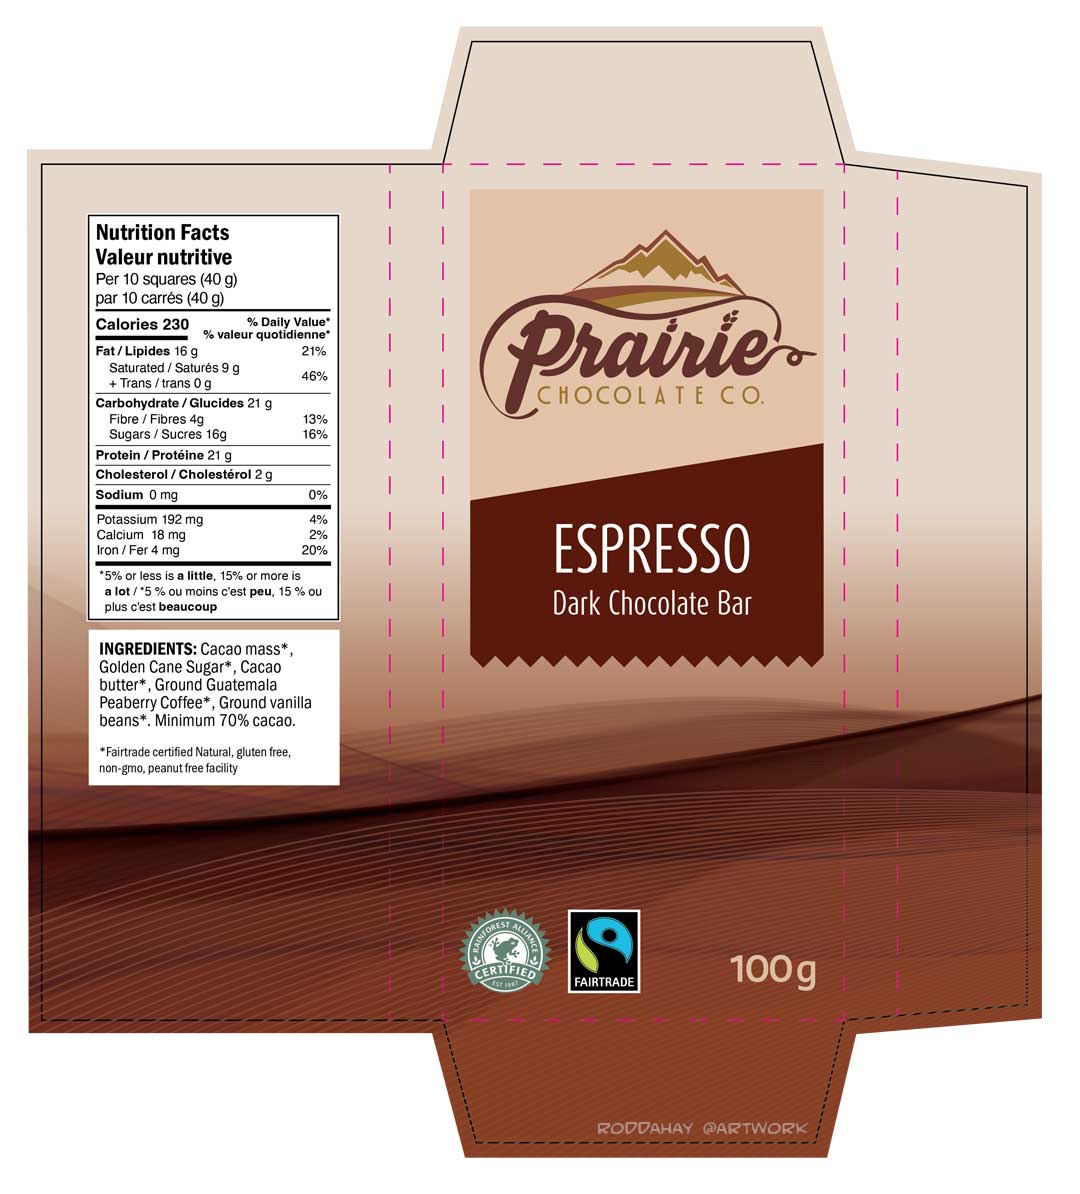 Nutrition Facts
Valeur nutritive
Per 10 squares (40 g)
par 10 carrés (40 g)
Calories 230
% Daily Value*
% valeur quotidienne*
Fat / Lipides 16 g 21%
Saturated / Saturés 9 g
+ Trans / trans 0 g
46%
Carbohydrate / Glucides 21 g
Fibre / Fibres 4g 13%
Sugars / Sucres 16g 16%
Protein / Protéine 21 g
Cholesterol / Cholestérol 2 g
Sodium 0 mg 0%
Potassium 192 mg 4%
Calcium 18 mg 2%
Iron / Fer 4 mg 20%
*5% or less is a little, 15% or more is
a lot / *5 % ou moins c'est peu, 15 % ou
plus c'est beaucoup
INGREDIENTS: Cacao mass*,
Golden Cane Sugar*, Cacao
butter*, Ground Guatemala
Peaberry Coffee*, Ground vanilla
beans*. Minimum 70% cacao.
*Fairtrade certified Natural, gluten free,
non-gmo, peanut free facility
Prairie
CHOCOLATE CO.
ESPRESSO
Dark Chocolate Bar
RAINFOREST ALLIANCE
CERTIFIED
EST 1987
FAIRTRADE
100g
RODDAHAY @ARTWORK